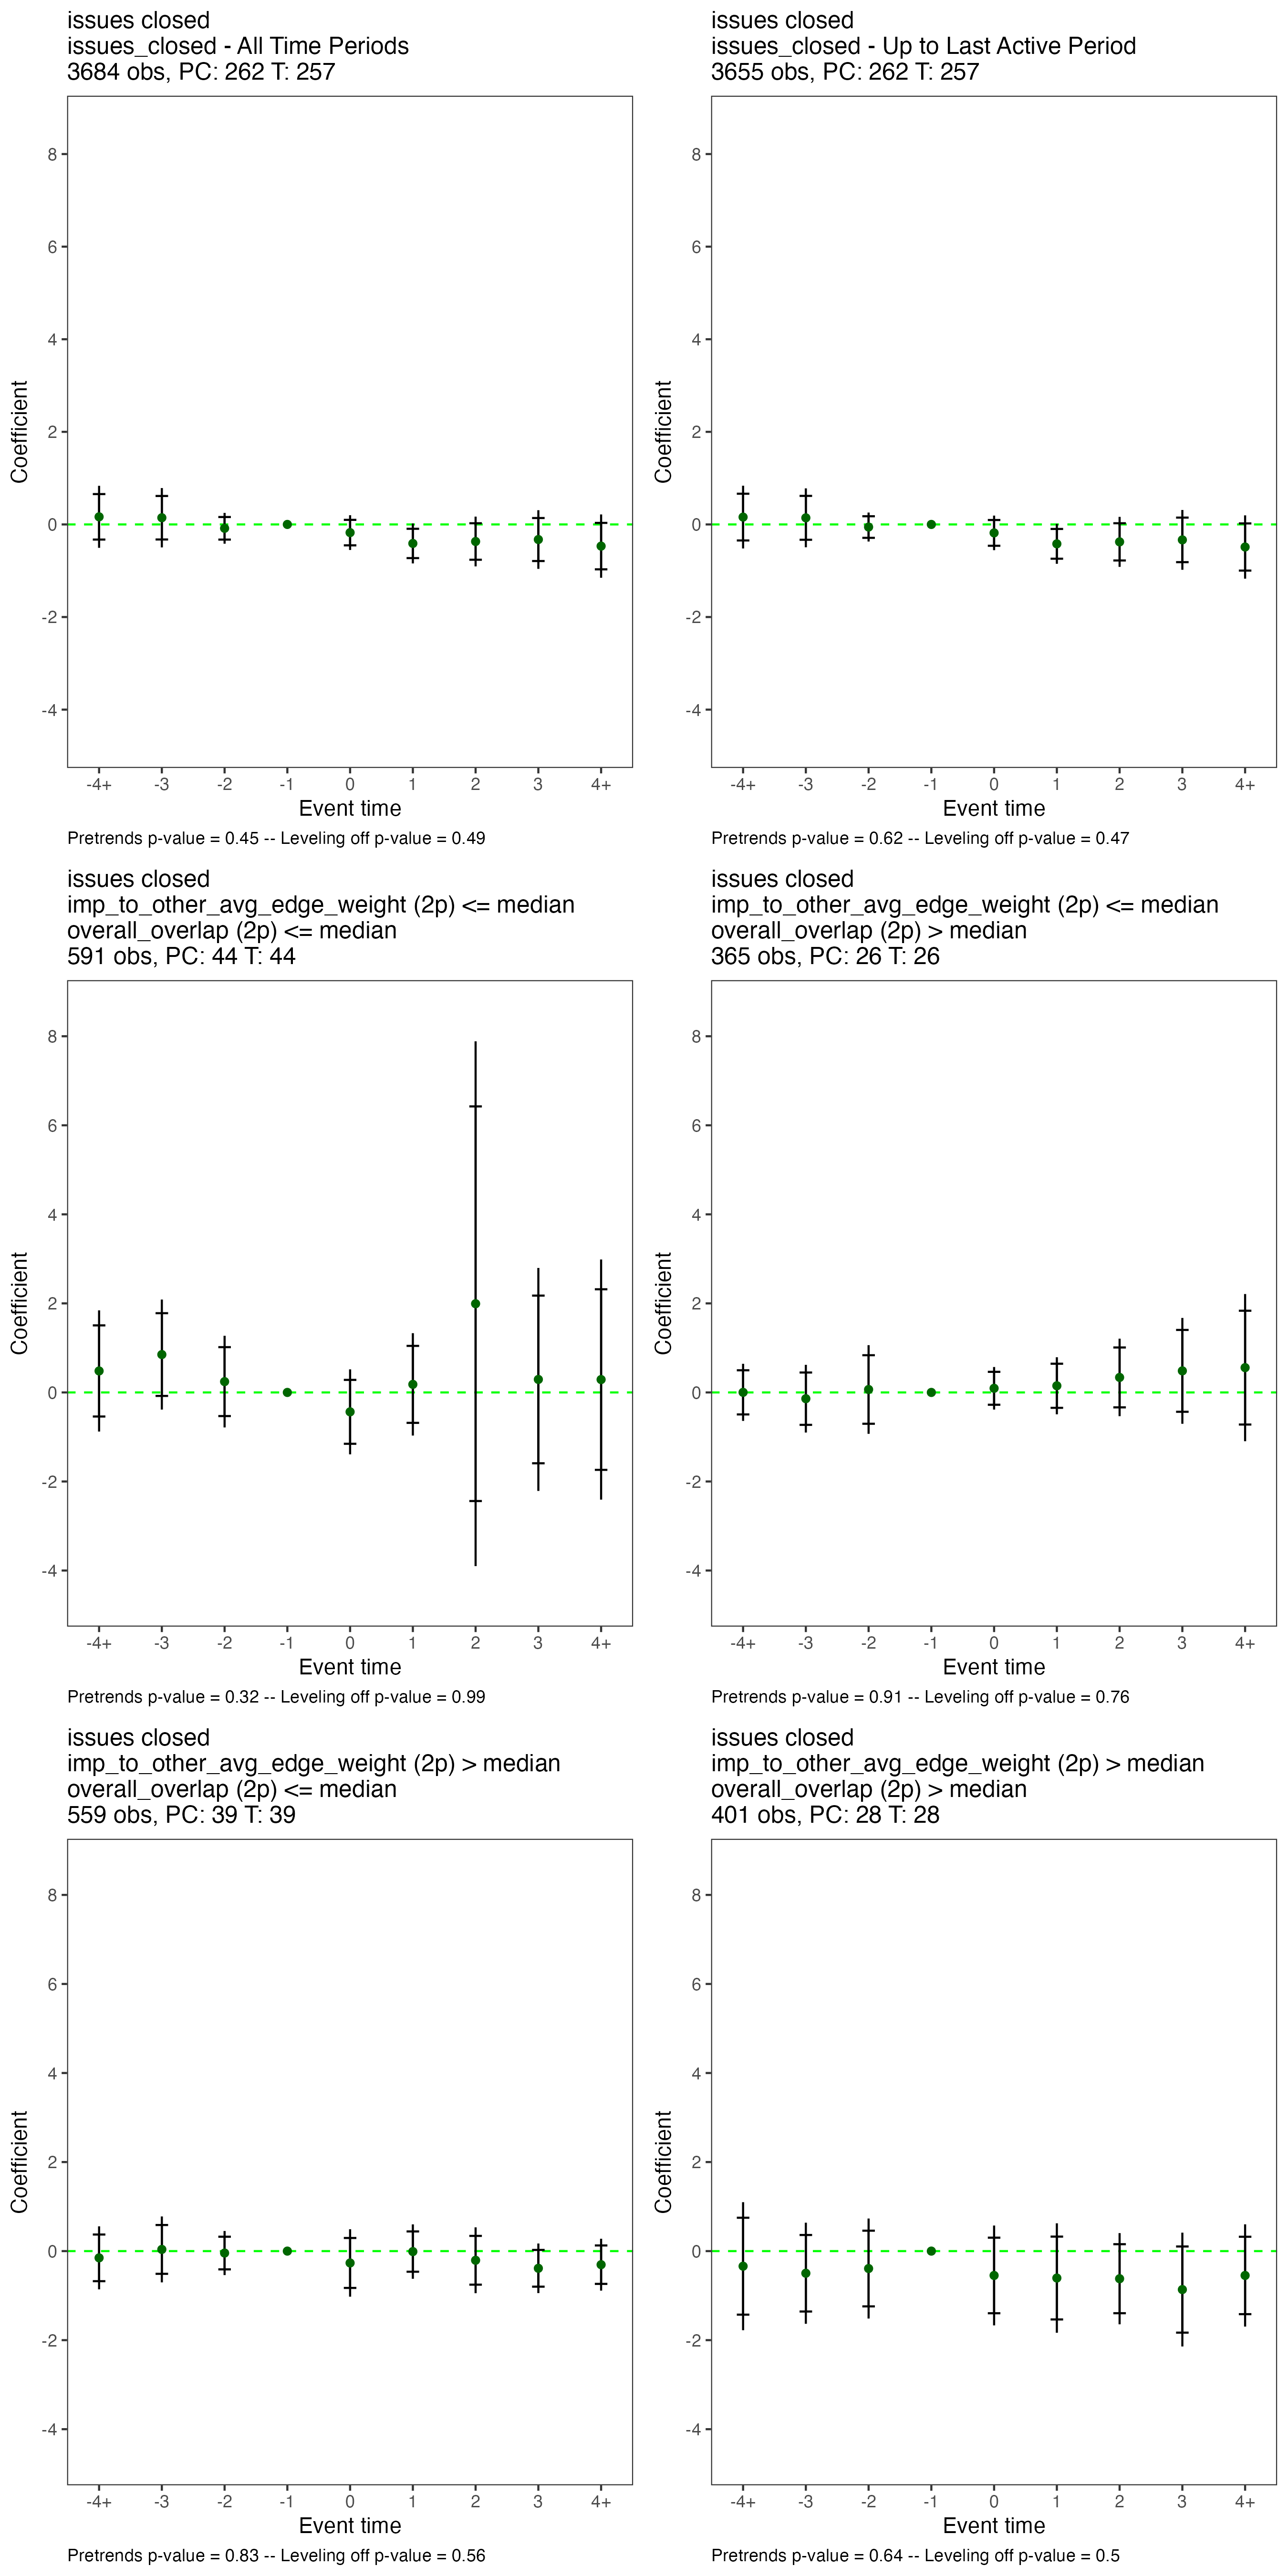 issues closed
issues_closed - All Time Periods
3684 obs, PC: 262 T: 257
8
6
4
2
0
-2
-4
Coefficient
-4+ -3 -2 -1 0 1 2 3 4+
Event time
Pretrends p-value = 0.45 -- Leveling off p-value = 0.49
issues closed
issues_closed - Up to Last Active Period
3655 obs, PC: 262 T: 257
8
6
4
2
0
-2
-4
Coefficient
-4+ -3 -2 -1 0 1 2 3 4+
Event time
Pretrends p-value = 0.62 -- Leveling off p-value = 0.47
issues closed
imp_to_other_avg_edge_weight (2p) <= median
overall_overlap (2p) <= median
591 obs, PC: 44 T: 44
8
6
4
2
0
-2
-4
Coefficient
-4+ -3 -2 -1 0 1 2 3 4+
Event time
Pretrends p-value = 0.32 -- Leveling off p-value = 0.99
issues closed
imp_to_other_avg_edge_weight (2p) <= median
overall_overlap (2p) > median
365 obs, PC: 26 T: 26
8
6
4
2
0
-2
-4
Coefficient
-4+ -3 -2 -1 0 1 2 3 4+
Event time
Pretrends p-value = 0.91 -- Leveling off p-value = 0.76
issues closed
imp_to_other_avg_edge_weight (2p) > median
overall_overlap (2p) <= median
559 obs, PC: 39 T: 39
8
6
4
2
0
-2
-4
Coefficient
-4+ -3 -2 -1 0 1 2 3 4+
Event time
Pretrends p-value = 0.83 -- Leveling off p-value = 0.56
issues closed
imp_to_other_avg_edge_weight (2p) > median
overall_overlap (2p) > median
401 obs, PC: 28 T: 28
8
6
4
2
0
-2
-4
Coefficient
-4+ -3 -2 -1 0 1 2 3 4+
Event time
Pretrends p-value = 0.64 -- Leveling off p-value = 0.5